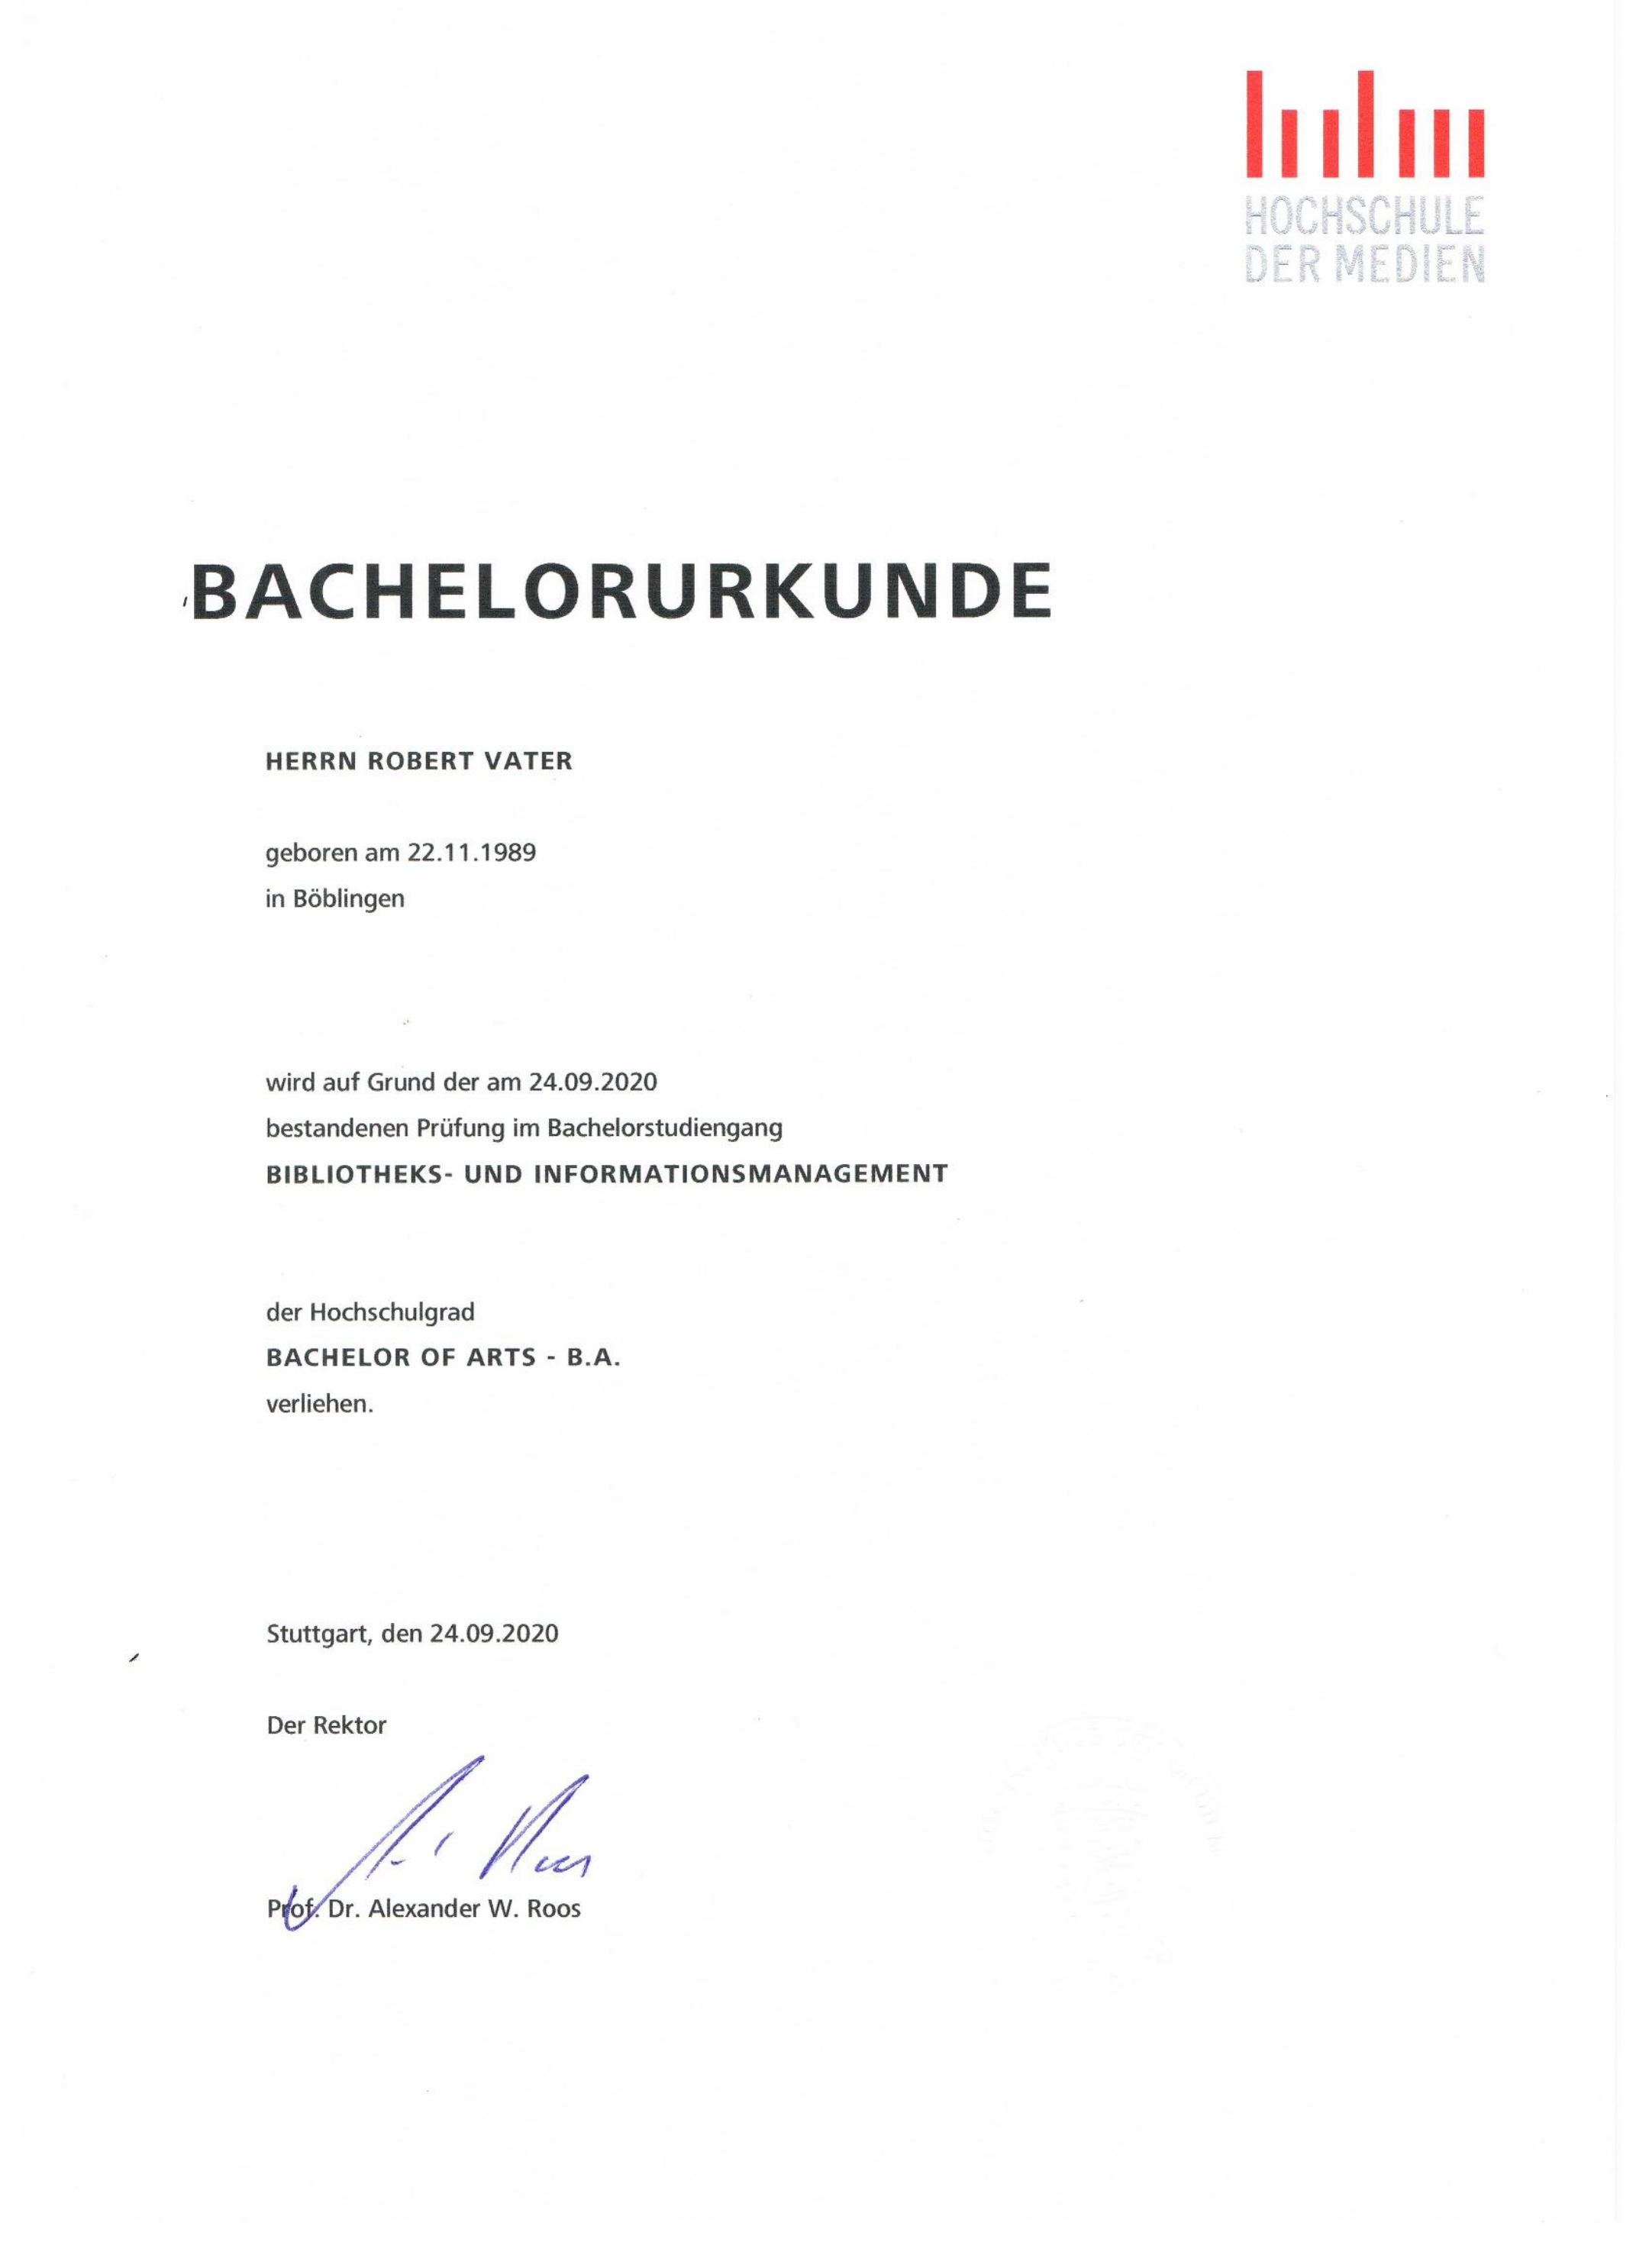 hdm
HOCHSCHULE
DER MEDIEN
BACHELORURKUNDE
HERRN ROBERT VATER
geboren am 22.11.1989
in Böblingen
wird auf Grund der am 24.09.2020
bestandenen Prüfung im Bachelorstudiengang
BIBLIOTHEKS- UND INFORMATIONSMANAGEMENT
der Hochschulgrad
BACHELOR OF ARTS - B.A.
verliehen.
Stuttgart, den 24.09.2020
Der Rektor
Prof. Dr. Alexander W. Roos